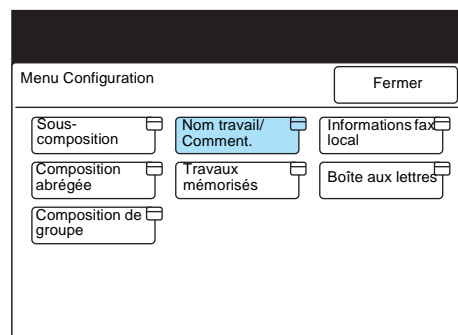 Menu Configuration
Fermer
Sous-
composition
Nom travail/
Comment.
Informations fax
local
Composition
abrégée
Travaux
mémorisés
Boîte aux lettres
Composition de
groupe